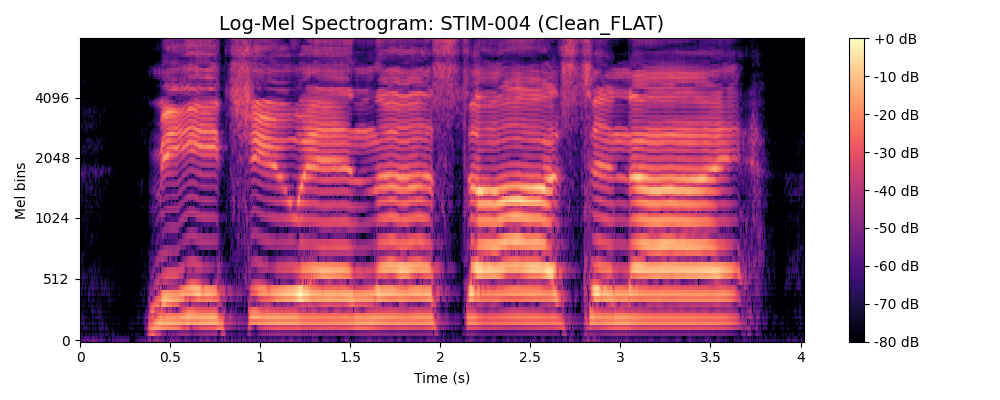 Log-Mel Spectrogram: STIM-004 (Clean_FLAT)
Mel bins
4096
2048
1024
512
0
0 0.5 1 1.5 2 2.5 3 3.5 4
Time (s)
+0 dB
-10 dB
-20 dB
-30 dB
-40 dB
-50 dB
-60 dB
-70 dB
-80 dB